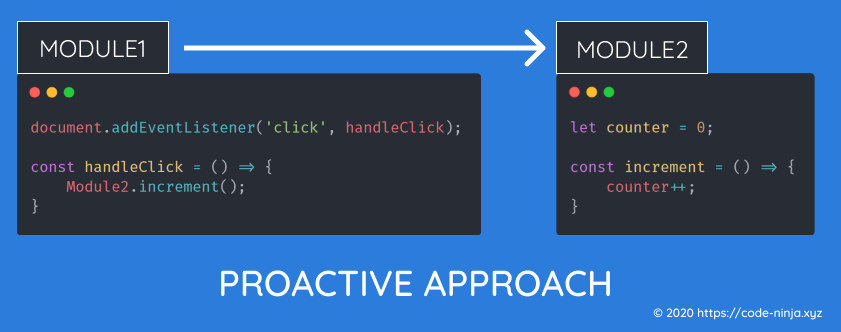 MODULE1
document.addEventListener('click', handleClick);
const handleClick = () => {
    Module2.increment();
}
MODULE2
let counter = 0;
const increment = () => {
    counter++;
}
PROACTIVE APPROACH
© 2020 https://code-ninja.xyz